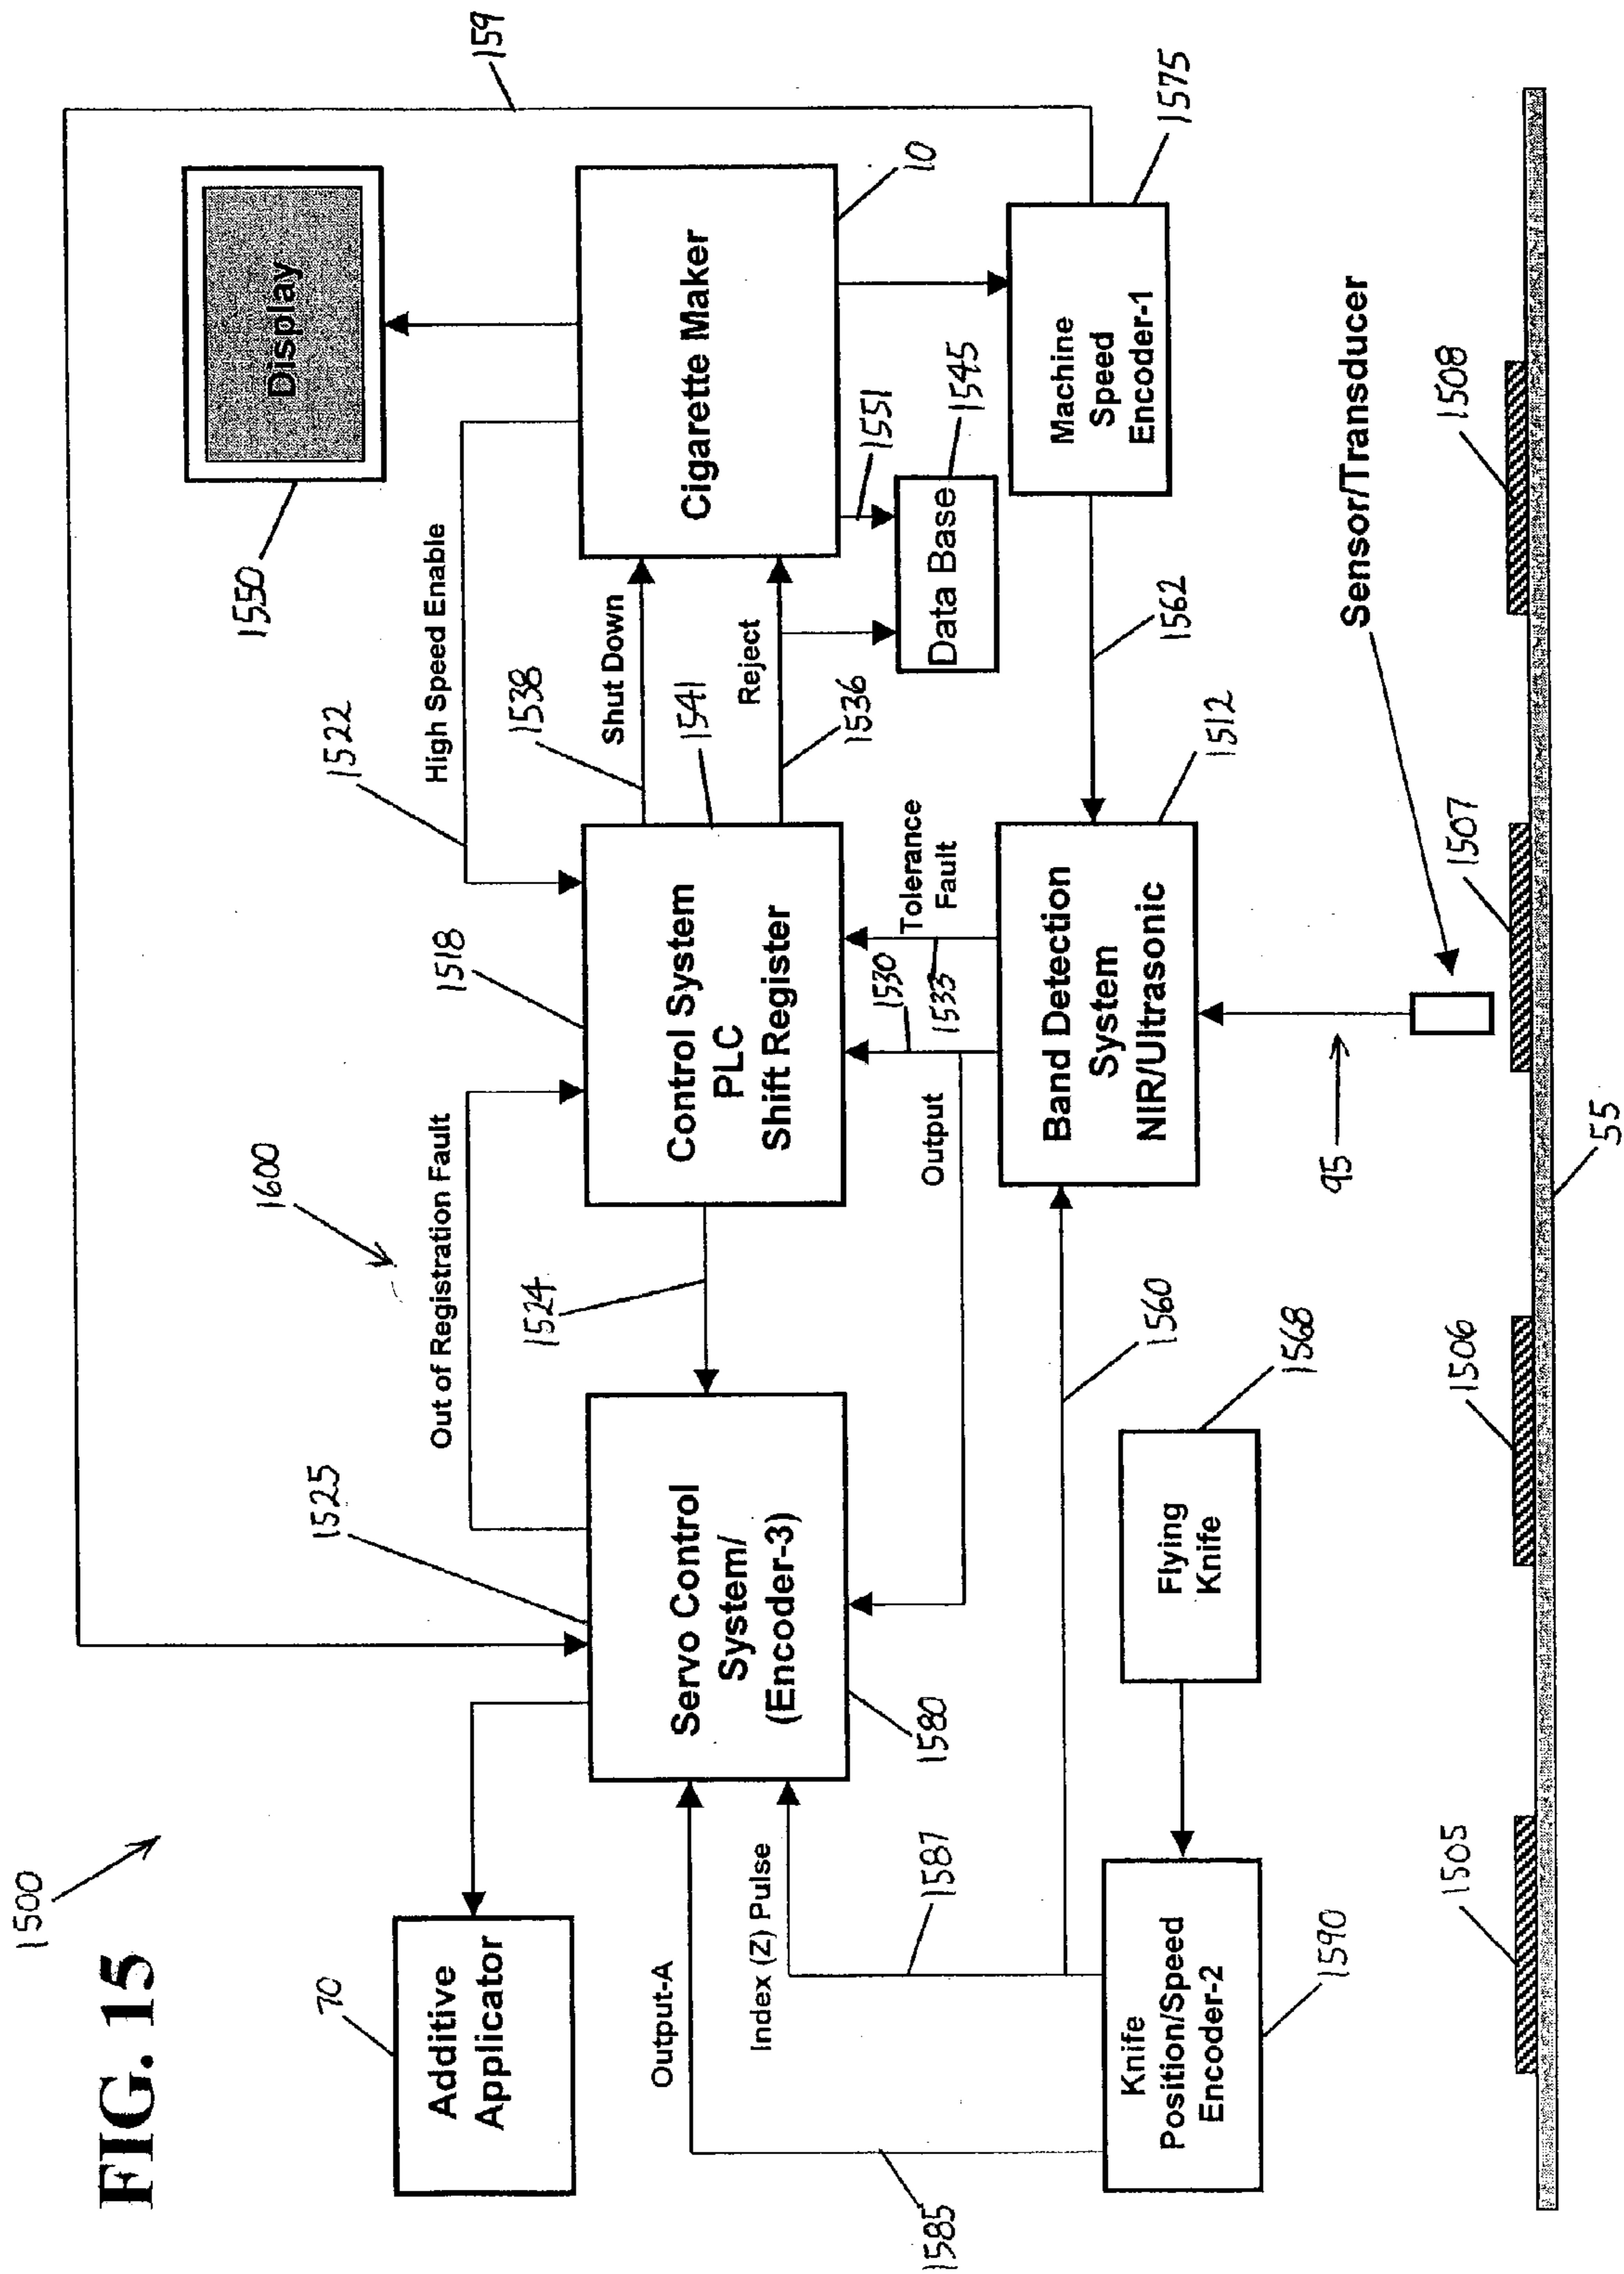 FIG. 15
1500
159
1550
Display
70
Additive
Applicator
1525
1600
Out of Registration Fault
1518
1522
High Speed Enable
Servo Control
System/
(Encoder-3)
1580
1524
Control System
PLC
Shift Register
1538
Shut Down
1541
Reject
1536
Cigarette Maker
10
1551
Data Base
1545
Output-A
Index (Z) Pulse
1585
1587
Output
1530
1533
Tolerance
Fault
Band Detection
System
NIR/Ultrasonic
1512
1562
Machine
Speed
Encoder-1
1575
Knife
Position/Speed
Encoder-2
1590
Flying
Knife
1568
1560
95
Sensor/Transducer
1505
1506
1507
1508
55